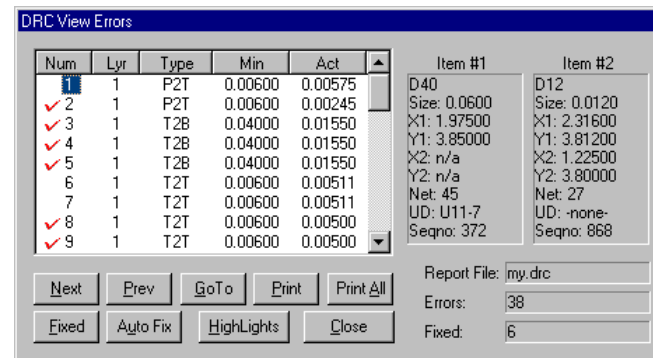 DRC View Errors
Num Lyr Type Min Act
1 1 P2T 0.00600 0.00575
2 1 P2T 0.00600 0.00245
3 1 T2B 0.04000 0.01550
4 1 T2B 0.04000 0.01550
5 1 T2B 0.04000 0.01550
6 1 T2T 0.00600 0.00511
7 1 T2T 0.00600 0.00511
8 1 T2T 0.00600 0.00500
9 1 T2T 0.00600 0.00500
Next Prev GoTo Print Print All
Fixed Auto Fix HighLights Close
Item #1
D40
Size: 0.0600
X1: 1.97500
Y1: 3.85000
X2: n/a
Y2: n/a
Net: 45
UD: U11-7
Seqno: 372
Item #2
D12
Size: 0.0120
X1: 2.31600
Y1: 3.81200
X2: 1.22500
Y2: 3.80000
Net: 27
UD: -none-
Seqno: 868
Report File: my.drc
Errors: 38
Fixed: 6